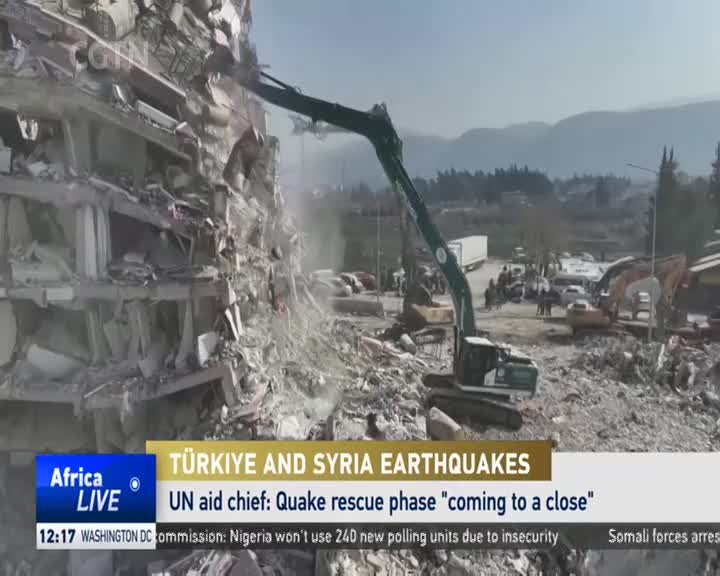 CGTN
TÜRKIYE AND SYRIA EARTHQUAKES
Africa
LIVE
UN aid chief: Quake rescue phase "coming to a close"
12:17 WASHINGTON DC
commission: Nigeria won't use 240 new polling units due to insecurity Somali forces arres